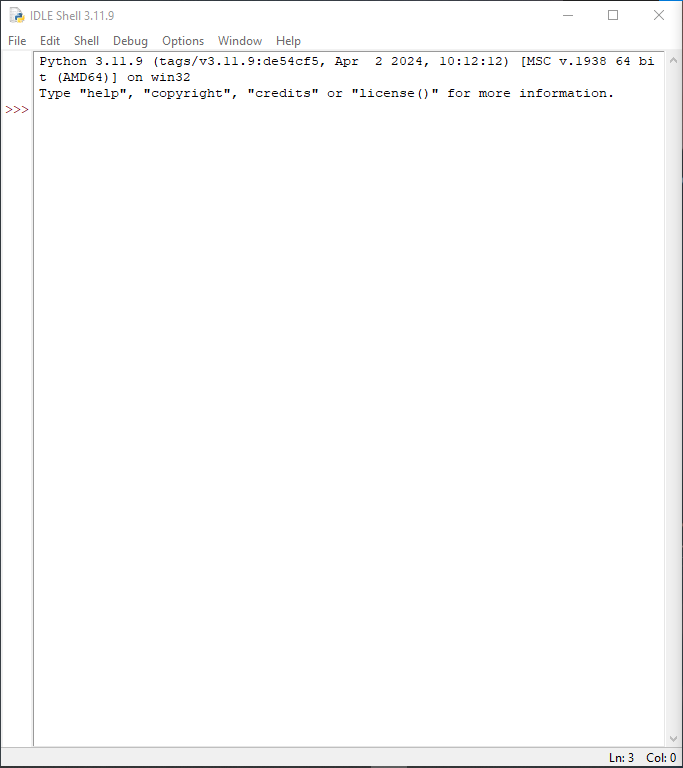 IDLE Shell 3.11.9
File Edit Shell Debug Options Window Help
Python 3.11.9 (tags/v3.11.9:de54cf5, Apr  2 2024, 10:12:12) [MSC v.1938 64 bi
t (AMD64)] on win32
Type "help", "copyright", "credits" or "license()" for more information.
>>>
Ln: 3 Col: 0